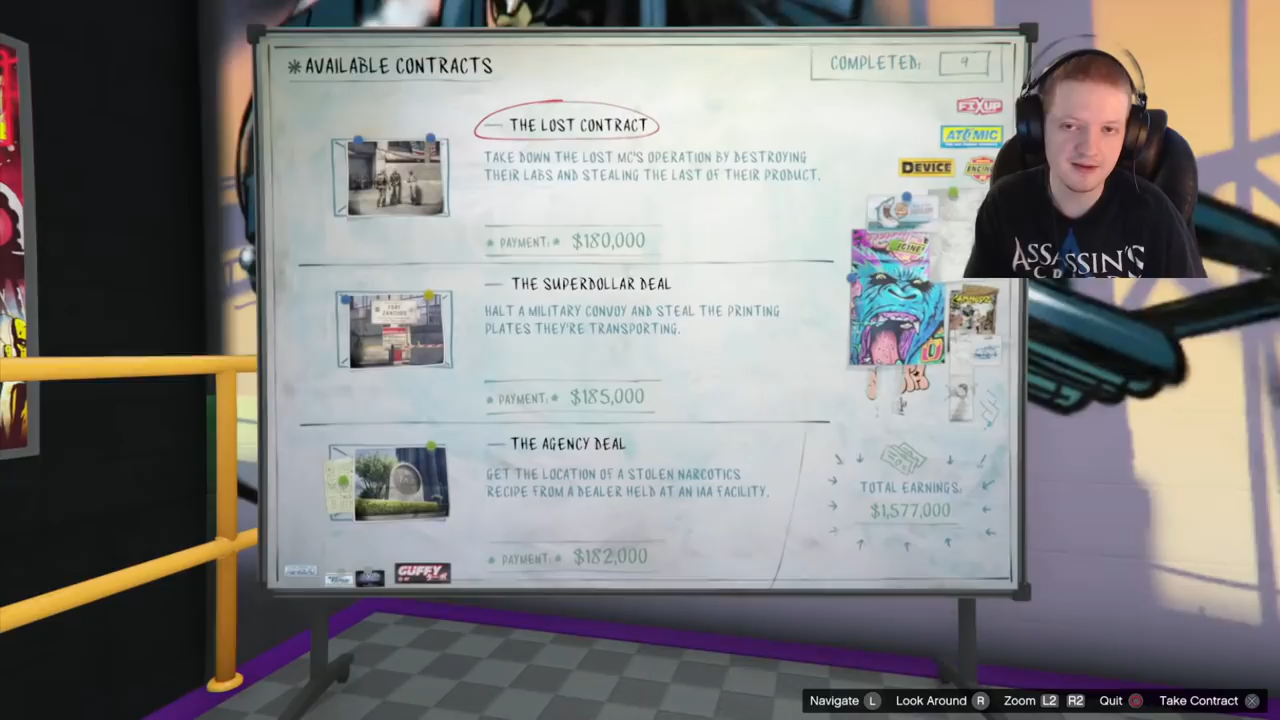 *AVAILABLE CONTRACTS
COMPLETED: 9
— THE LOST CONTRACT
TAKE DOWN THE LOST MC'S OPERATION BY DESTROYING
THEIR LABS AND STEALING THE LAST OF THEIR PRODUCT.
* PAYMENT: * $180,000
— THE SUPERDOLLAR DEAL
HALT A MILITARY CONVOY AND STEAL THE PRINTING
PLATES THEY'RE TRANSPORTING.
* PAYMENT: * $185,000
— THE AGENCY DEAL
GET THE LOCATION OF A STOLEN NARCOTICS
RECIPE FROM A DEALER HELD AT AN IAA FACILITY.
* PAYMENT: * $182,000
FIXUP
ATOMIC
DEVICE
TOTAL EARNINGS:
$1,577,000
GUFFY
ASSASSIN'S
Navigate L Look Around R Zoom L2 R2 Quit Take Contract